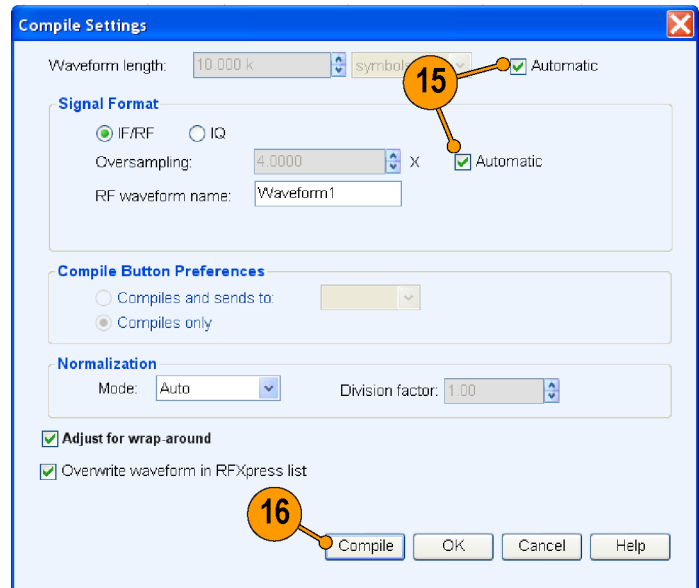 Compile Settings
Waveform length: 10.000 k symbols Automatic
15
Signal Format
IF/RF IQ
Oversampling: 4.0000 X Automatic
RF waveform name: Waveform1
Compile Button Preferences
Compiles and sends to:
Compiles only
Normalization
Mode: Auto Division factor: 1.00
Adjust for wrap-around
Overwrite waveform in RFXpress list
16
Compile OK Cancel Help